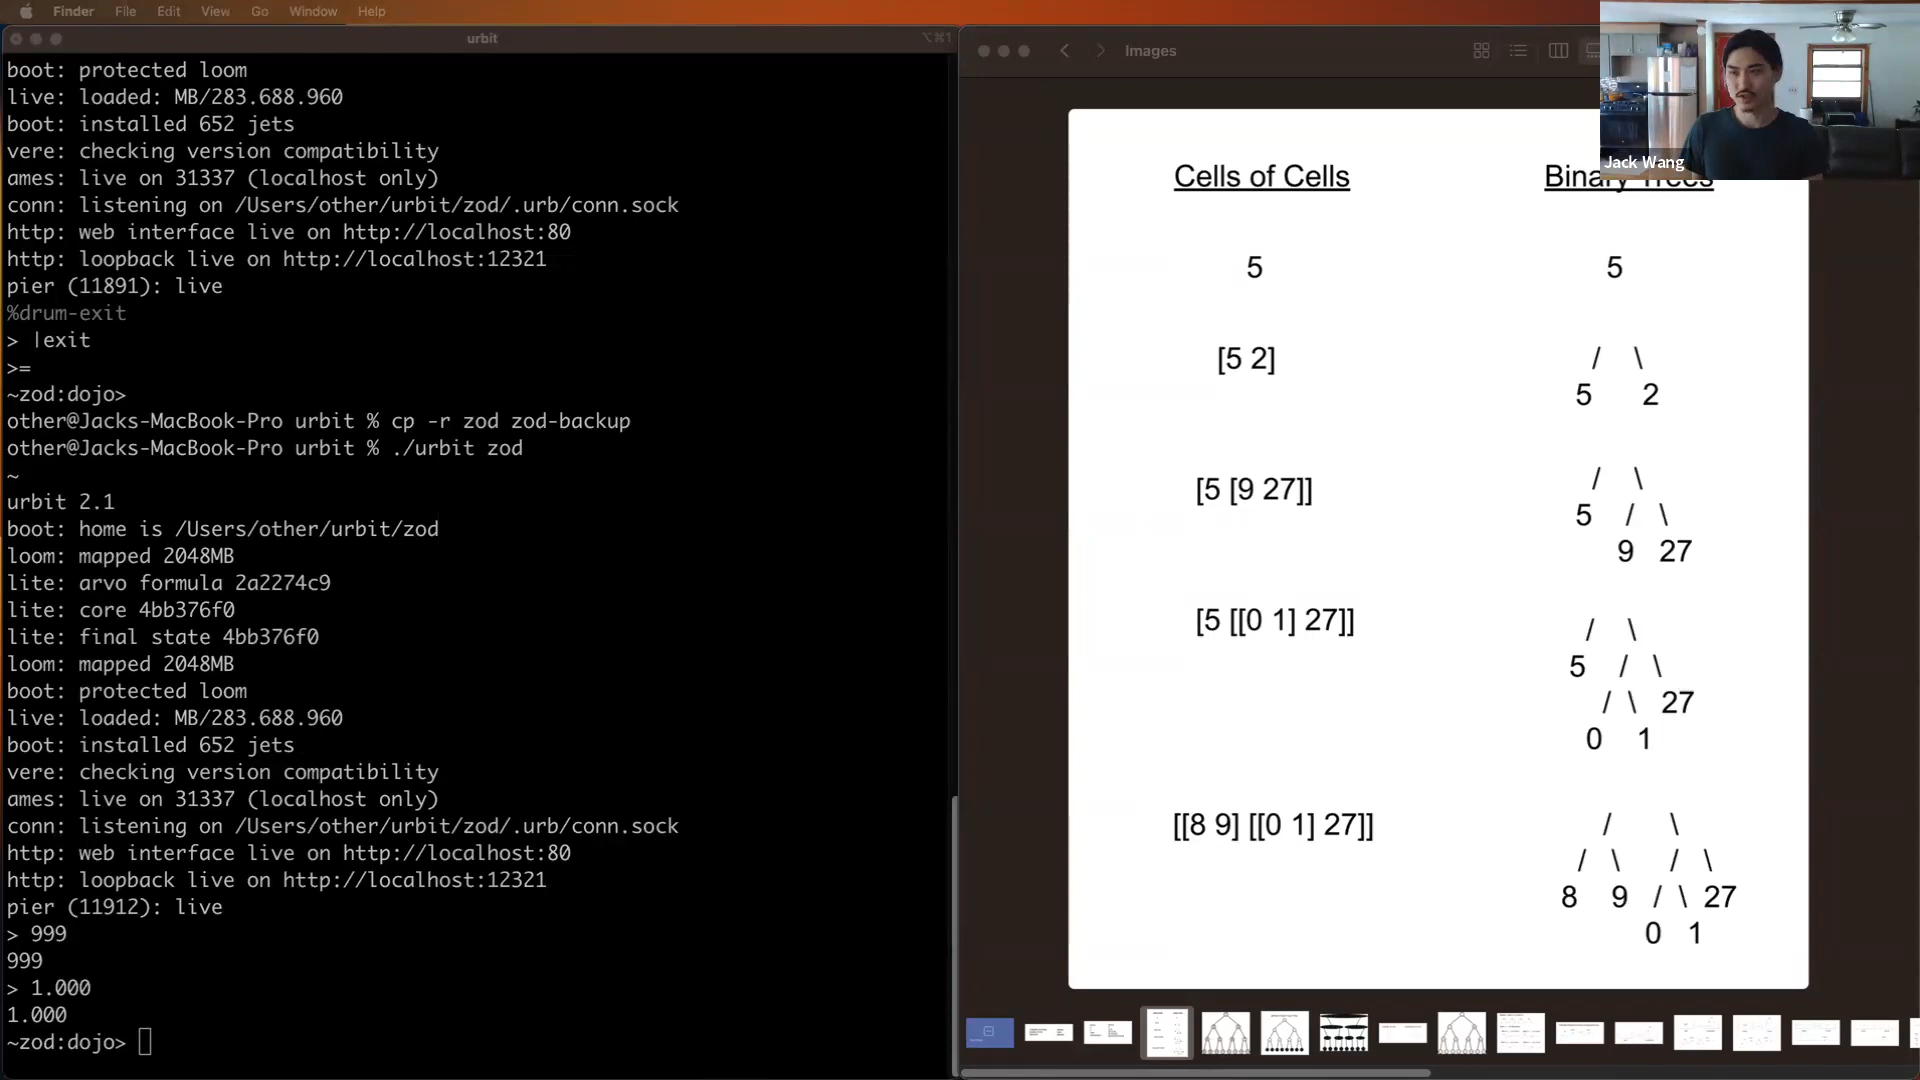 Finder File Edit View Go Window Help
urbit
⌥⌘1
boot: protected loom
live: loaded: MB/283.688.960
boot: installed 652 jets
vere: checking version compatibility
ames: live on 31337 (localhost only)
conn: listening on /Users/other/urbit/zod/.urb/conn.sock
http: web interface live on http://localhost:80
http: loopback live on http://localhost:12321
pier (11891): live
%drum-exit
> |exit
>=
~zod:dojo>
other@Jacks-MacBook-Pro urbit % cp -r zod zod-backup
other@Jacks-MacBook-Pro urbit % ./urbit zod
~
urbit 2.1
boot: home is /Users/other/urbit/zod
loom: mapped 2048MB
lite: arvo formula 2a2274c9
lite: core 4bb376f0
lite: final state 4bb376f0
loom: mapped 2048MB
boot: protected loom
live: loaded: MB/283.688.960
boot: installed 652 jets
vere: checking version compatibility
ames: live on 31337 (localhost only)
conn: listening on /Users/other/urbit/zod/.urb/conn.sock
http: web interface live on http://localhost:80
http: loopback live on http://localhost:12321
pier (11912): live
> 999
999
> 1.000
1.000
~zod:dojo>
Images
Jack Wang
Cells of Cells
Binary Trees
5
5
[5 2]
/ \
5 2
[5 [9 27]]
/ \
5 / \
9 27
[5 [[0 1] 27]]
/ \
5 / \
/ \ 27
0 1
[[8 9] [[0 1] 27]]
/ \
/ \ / \
8 9 / \ 27
0 1